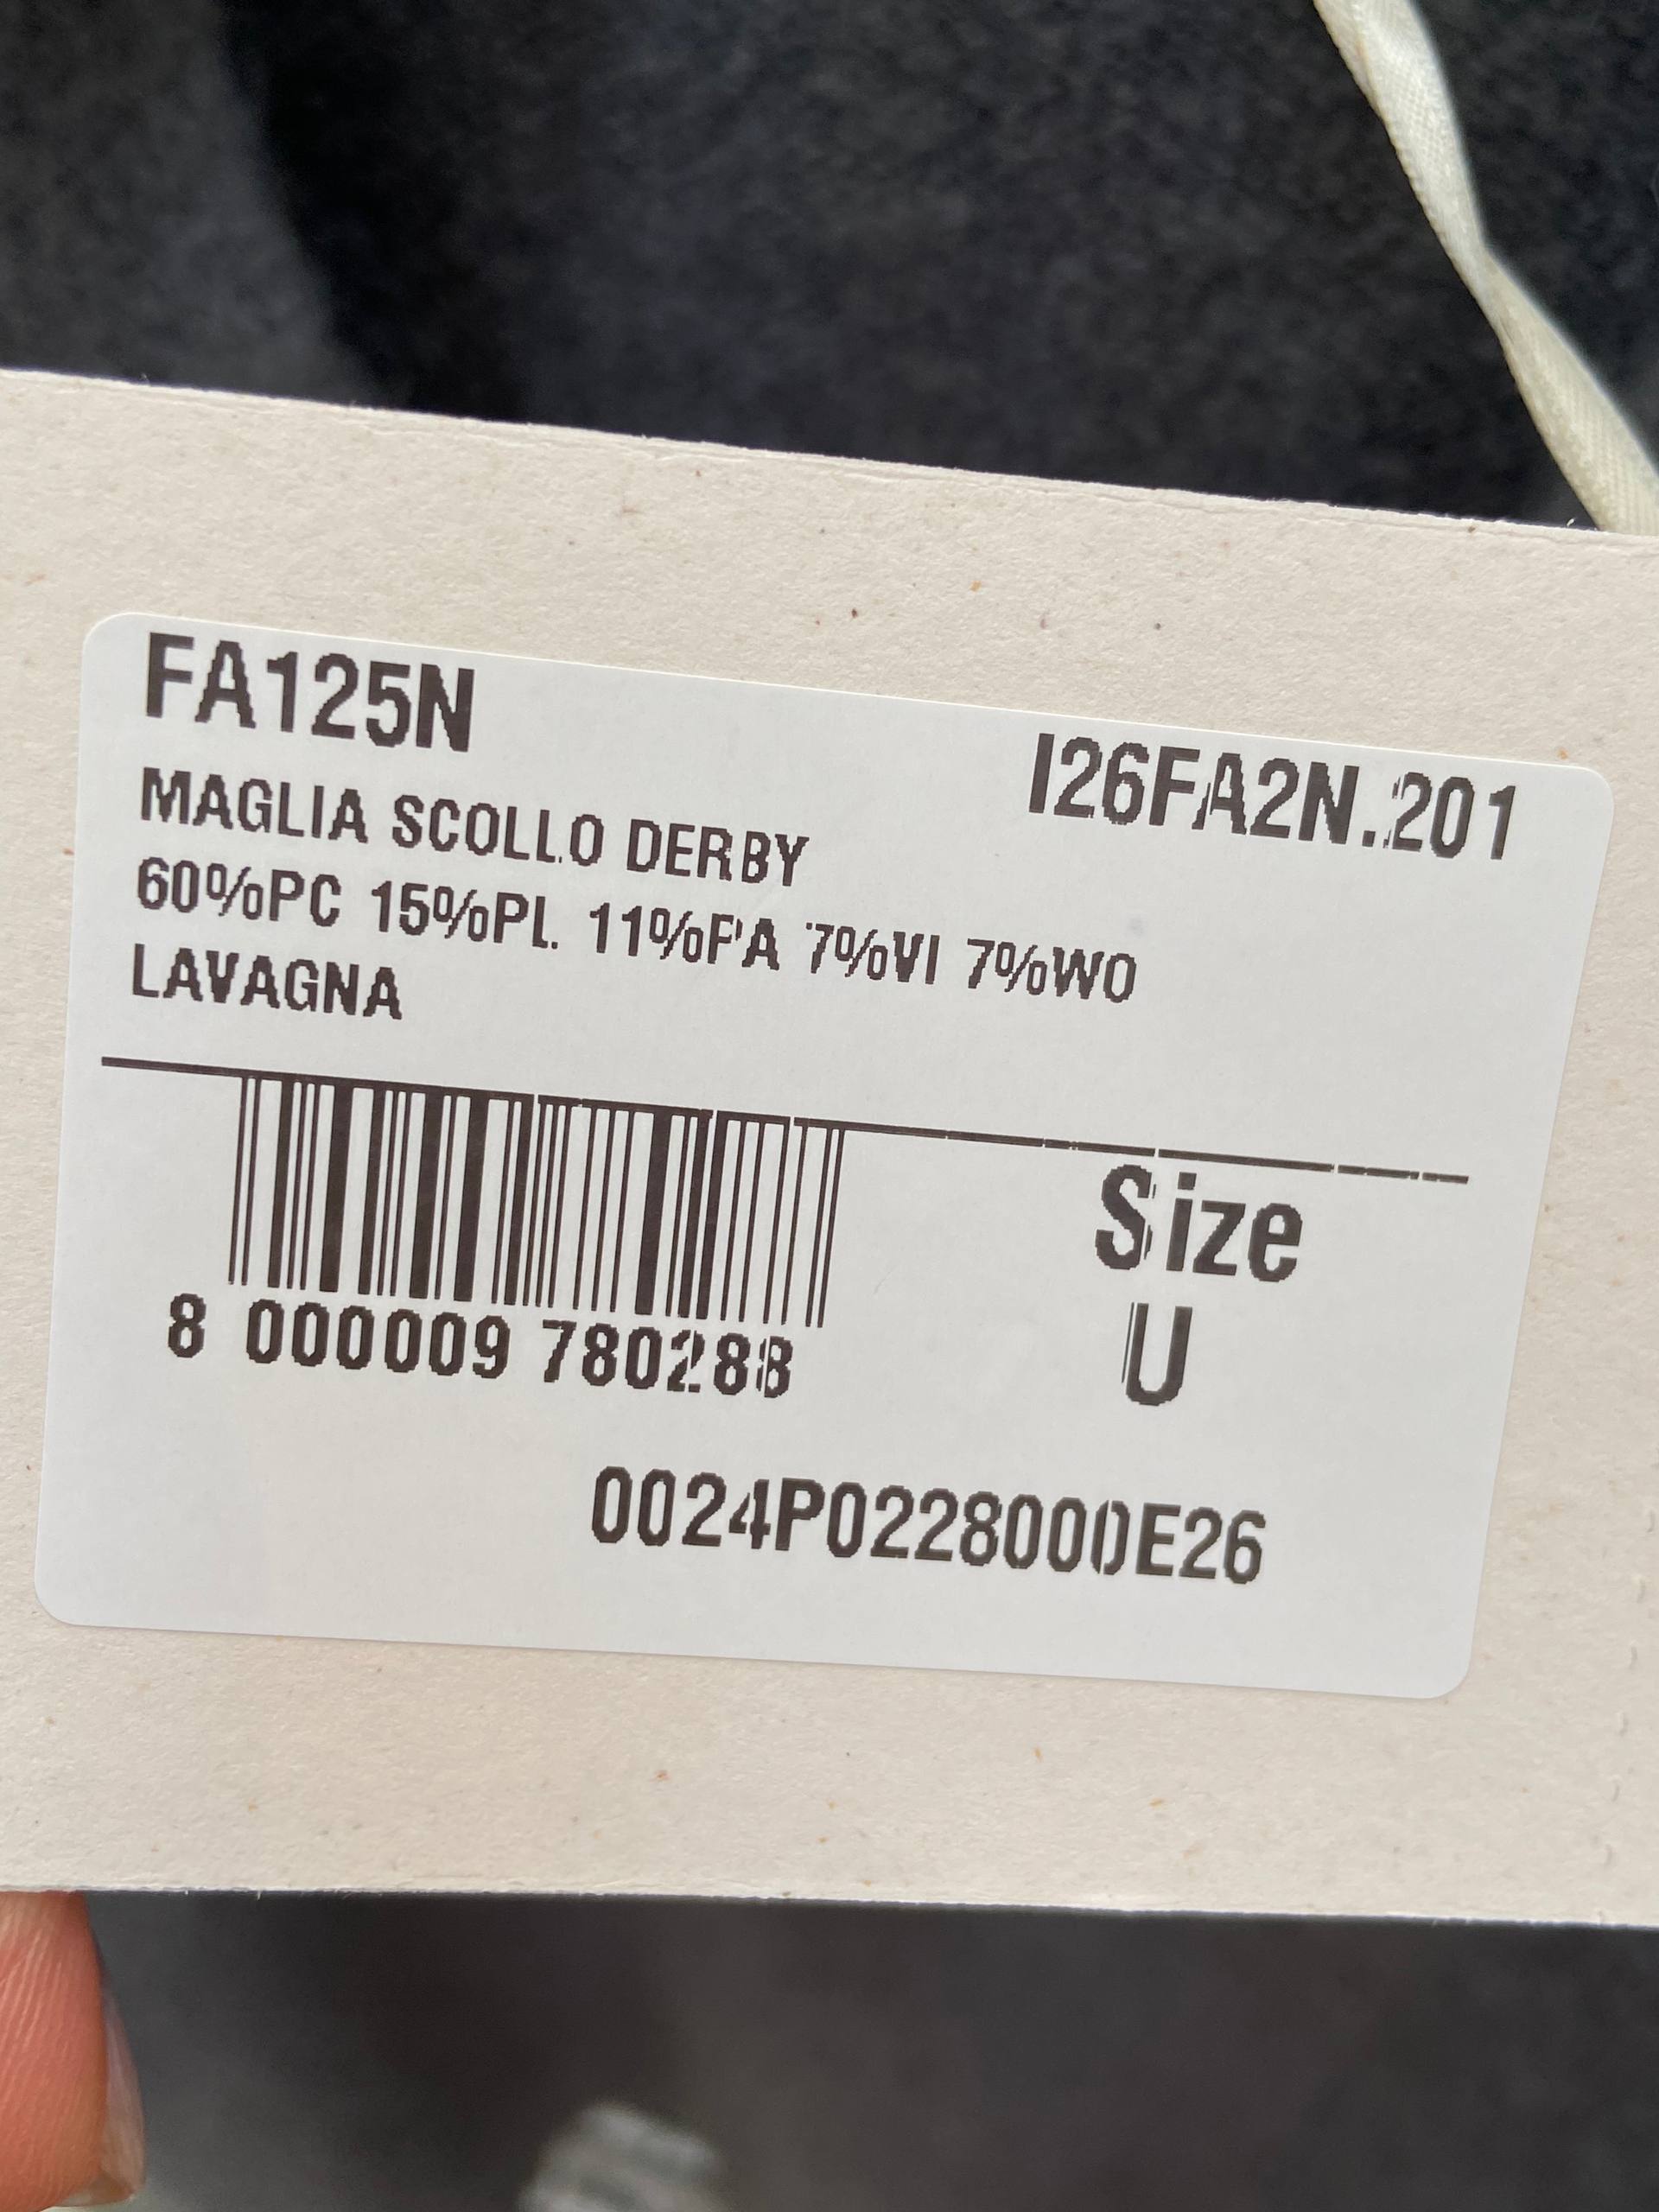 FA125N
I26FA2N.201
MAGLIA SCOLLO DERBY
60%PC 15%PL 11%PA 7%VI 7%WO
LAVAGNA
Size
U
8 000009 780288
0024P0228000E26